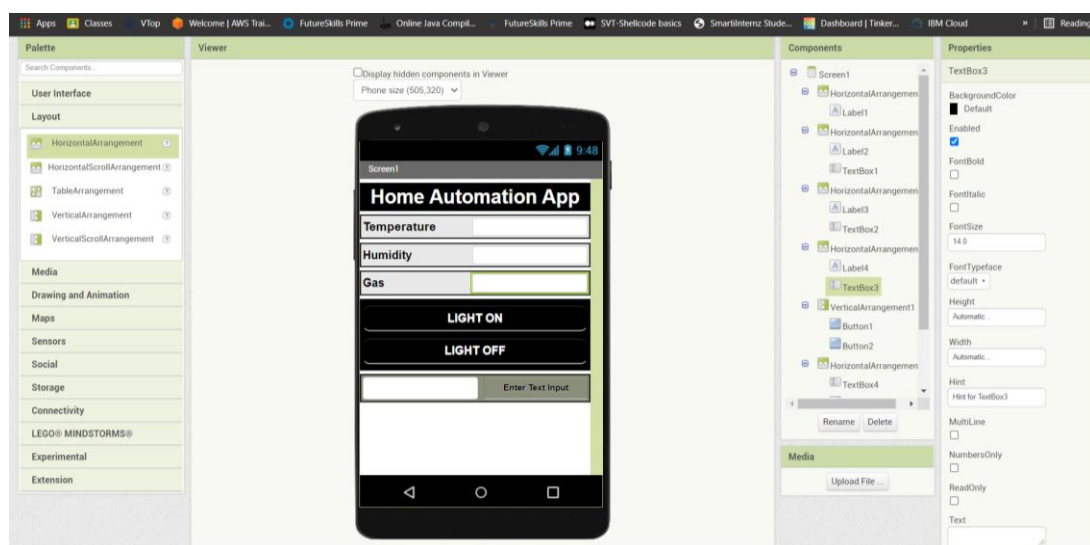 Apps Classes VTop Welcome | AWS Trai... FutureSkills Prime Online Java Compil... FutureSkills Prime SVT-Shellcode basics SmartiInternz Stude... Dashboard | Tinker... IBM Cloud » Reading
Palette
Search Components...
User Interface
Layout
HorizontalArrangement
HorizontalScrollArrangement
TableArrangement
VerticalArrangement
VerticalScrollArrangement
Media
Drawing and Animation
Maps
Sensors
Social
Storage
Connectivity
LEGO® MINDSTORMS®
Experimental
Extension
Viewer
Display hidden components in Viewer
Phone size (505,320)
9:48
Screen1
Home Automation App
Temperature
Humidity
Gas
LIGHT ON
LIGHT OFF
Enter Text Input
Components
Screen1
HorizontalArrangemen
Label1
HorizontalArrangemen
Label2
TextBox1
HorizontalArrangemen
Label3
TextBox2
HorizontalArrangemen
Label4
TextBox3
VerticalArrangement1
Button1
Button2
HorizontalArrangemen
TextBox4
Rename Delete
Media
Upload File ...
Properties
TextBox3
BackgroundColor
Default
Enabled
FontBold
FontItalic
FontSize
14.0
FontTypeface
default
Height
Automatic...
Width
Automatic...
Hint
Hint for TextBox3
MultiLine
NumbersOnly
ReadOnly
Text